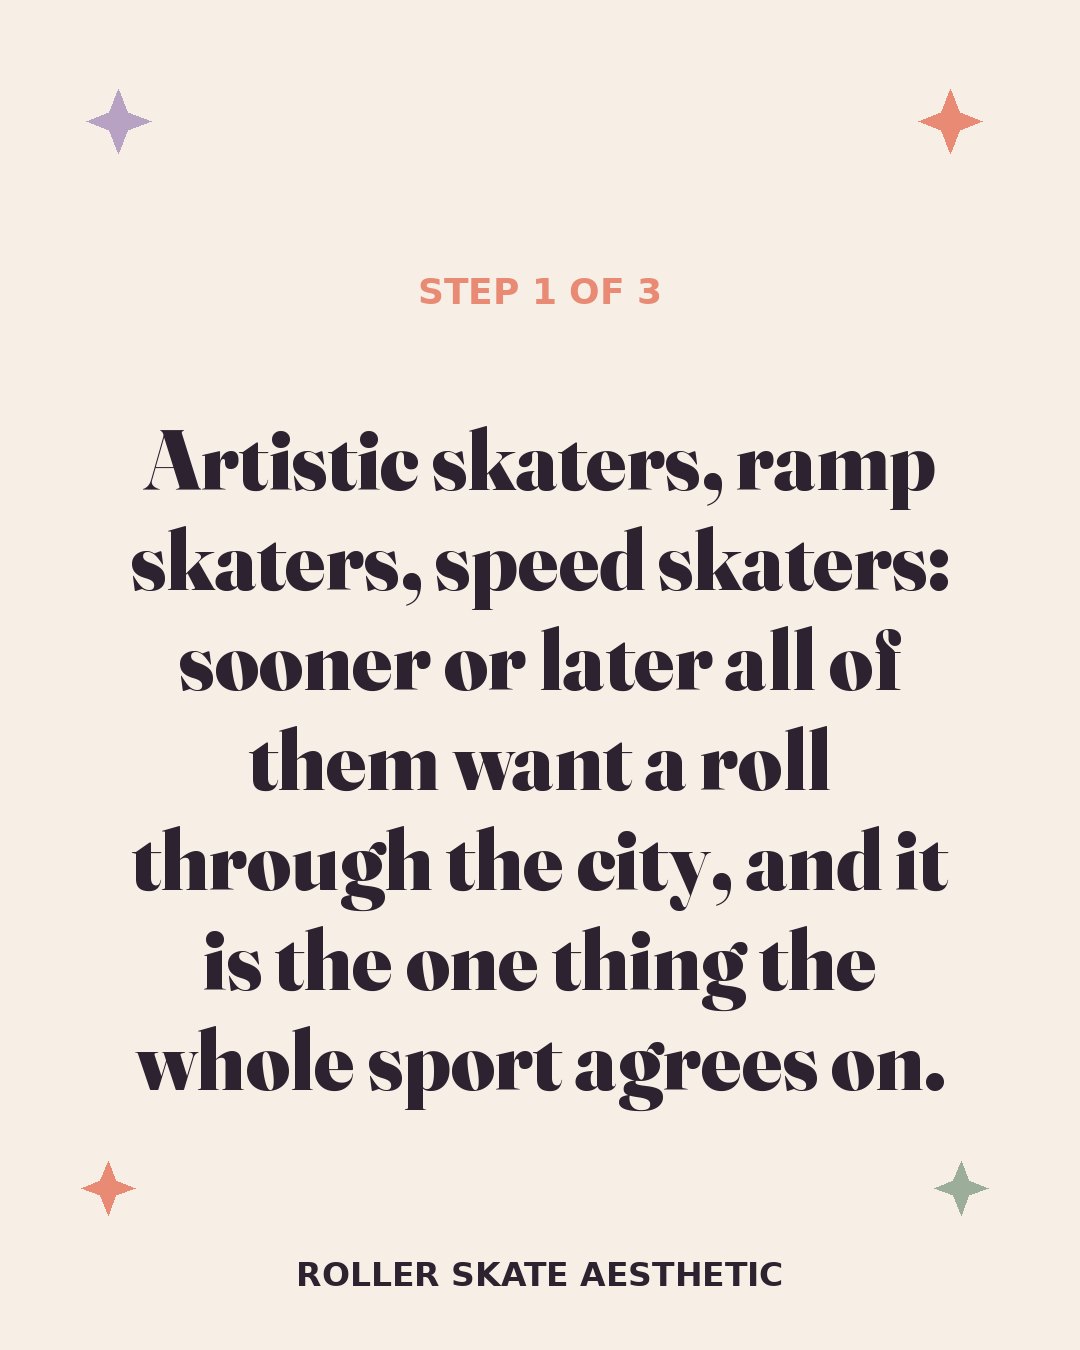 STEP 1 OF 3
Artistic skaters, ramp
skaters, speed skaters:
sooner or later all of
them want a roll
through the city, and it
is the one thing the
whole sport agrees on.
ROLLER SKATE AESTHETIC